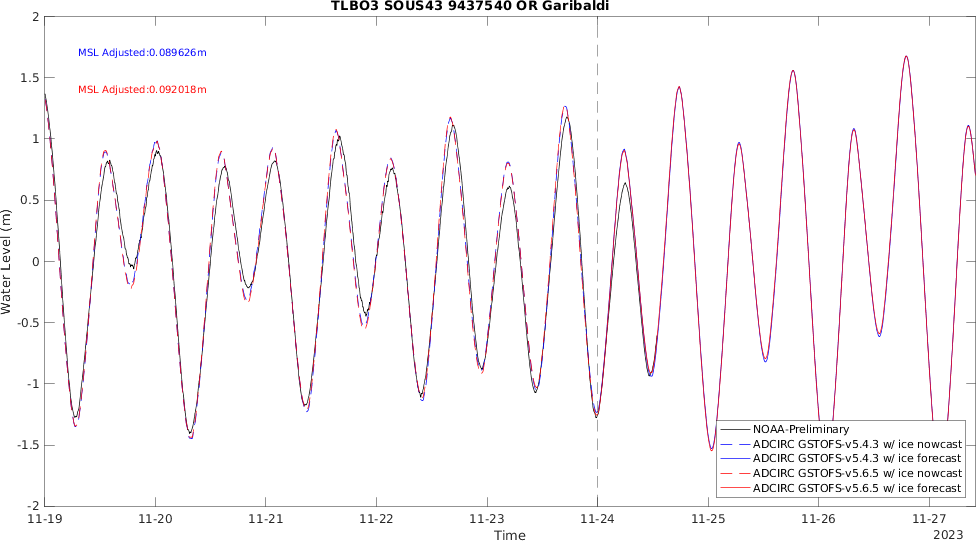 TLBO3 SOUS43 9437540 OR Garibaldi
2
MSL Adjusted:0.089626m
1.5
MSL Adjusted:0.092018m
1
0.5
Water Level (m)
0
-0.5
-1
-1.5
-2
NOAA-Preliminary
ADCIRC GSTOFS-v5.4.3 w/ ice nowcast
ADCIRC GSTOFS-v5.4.3 w/ ice forecast
ADCIRC GSTOFS-v5.6.5 w/ ice nowcast
ADCIRC GSTOFS-v5.6.5 w/ ice forecast
11-19 11-20 11-21 11-22 11-23 11-24 11-25 11-26 11-27
Time
2023